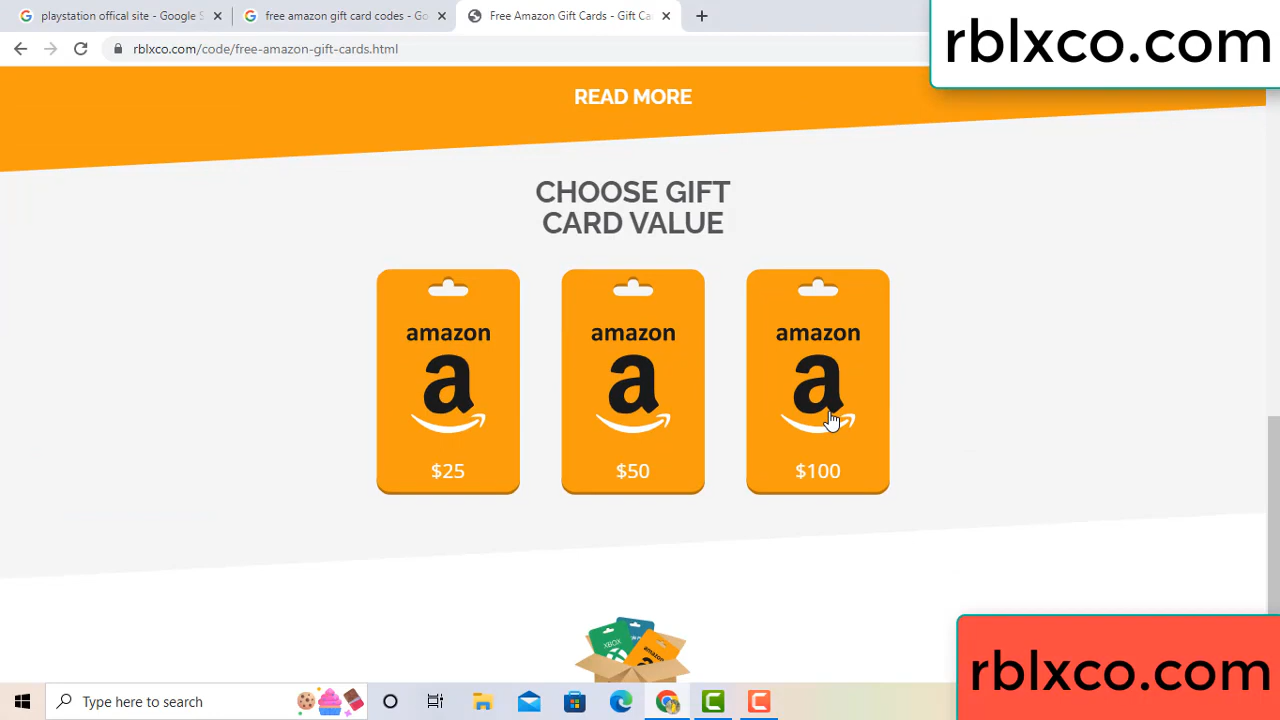 playstation offical site - Google S
free amazon gift card codes - Go
Free Amazon Gift Cards - Gift Ca
rblxco.com/code/free-amazon-gift-cards.html
rblxco.com
READ MORE
CHOOSE GIFT
CARD VALUE
amazon
a
$25
amazon
a
$50
amazon
a
$100
XBOX
amazon
rblxco.com
Type here to search